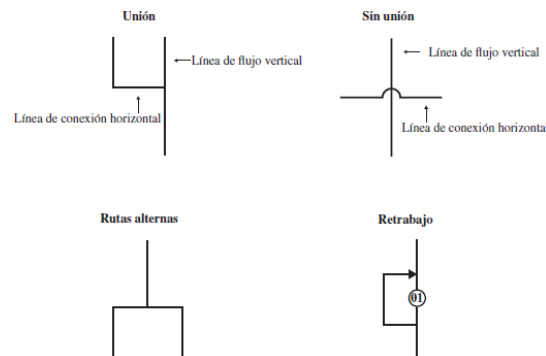 Unión
Sin unión
Línea de flujo vertical
Línea de flujo vertical
Línea de conexión horizontal
Línea de conexión horizonta
Rutas alternas
Retrabajo
01